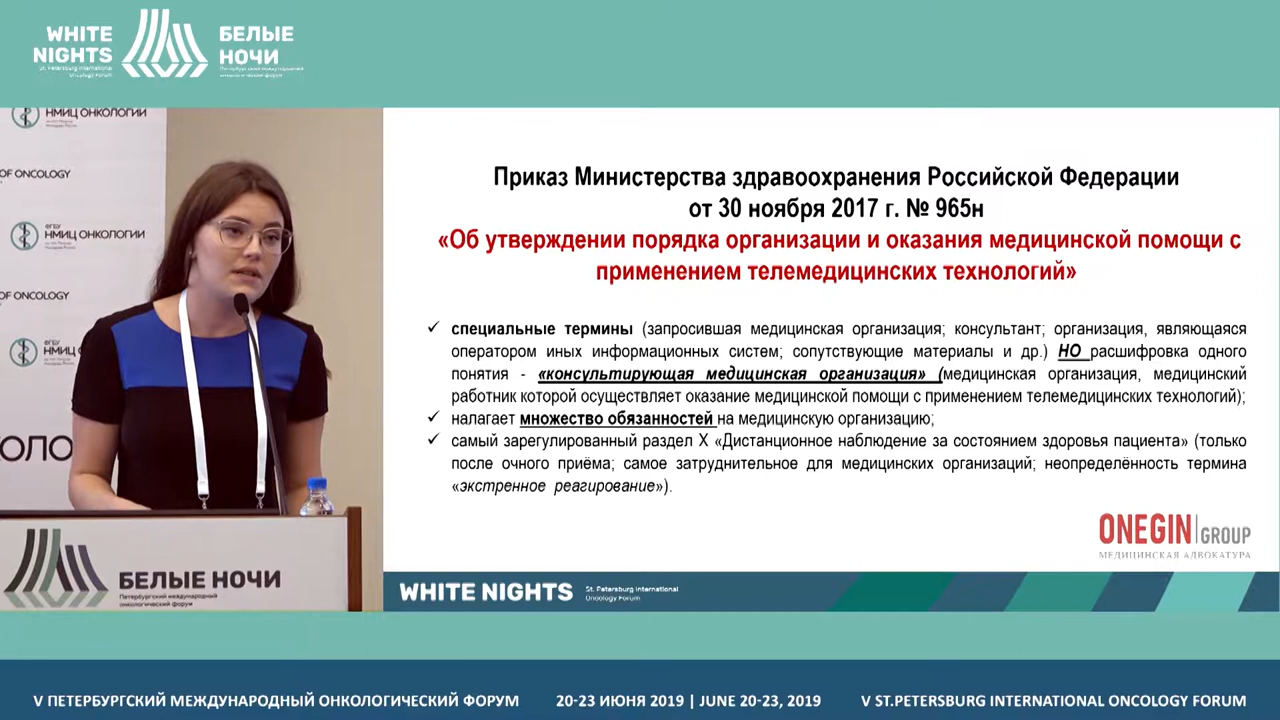 WHITE
NIGHTS
St. Petersburg International
Oncology Forum
БЕЛЫЕ
НОЧИ
Петербургский международный
онкологический форум
НМИЦ ОНКОЛОГИИ
OF ONCOLOGY
ФГБУ
НМИЦ ОНКОЛОГИИ
OF ONCOLOGY
ФГБУ
НМИЦ
ОЛО
Приказ Министерства здравоохранения Российской Федерации
от 30 ноября 2017 г. № 965н
«Об утверждении порядка организации и оказания медицинской помощи с
применением телемедицинских технологий»
✓ специальные термины (запросившая медицинская организация; консультант; организация, являющаяся
оператором иных информационных систем; сопутствующие материалы и др.) НО расшифровка одного
понятия - «консультирующая медицинская организация» (медицинская организация, медицинский
работник которой осуществляет оказание медицинской помощи с применением телемедицинских технологий);
✓ налагает множество обязанностей на медицинскую организацию;
✓ самый зарегулированный раздел X «Дистанционное наблюдение за состоянием здоровья пациента» (только
после очного приёма; самое затруднительное для медицинских организаций; неопределённость термина
«экстренное реагирование»).
ONEGIN GROUP
МЕДИЦИНСКАЯ АДВОКАТУРА
БЕЛЫЕ НОЧИ
Петербургский международный
онкологический форум
WHITE NIGHTS
St. Petersburg International
Oncology Forum
V ПЕТЕРБУРГСКИЙ МЕЖДУНАРОДНЫЙ ОНКОЛОГИЧЕСКИЙ ФОРУМ
20-23 ИЮНЯ 2019 | JUNE 20-23, 2019
V ST.PETERSBURG INTERNATIONAL ONCOLOGY FORUM